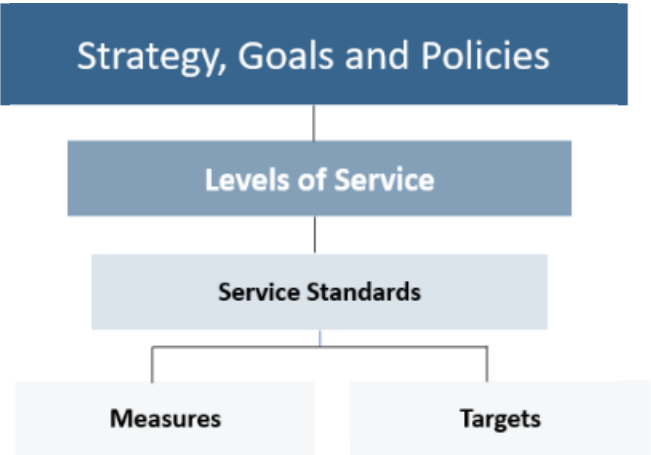 Strategy, Goals and Policies
Levels of Service
Service Standards
Measures
Targets